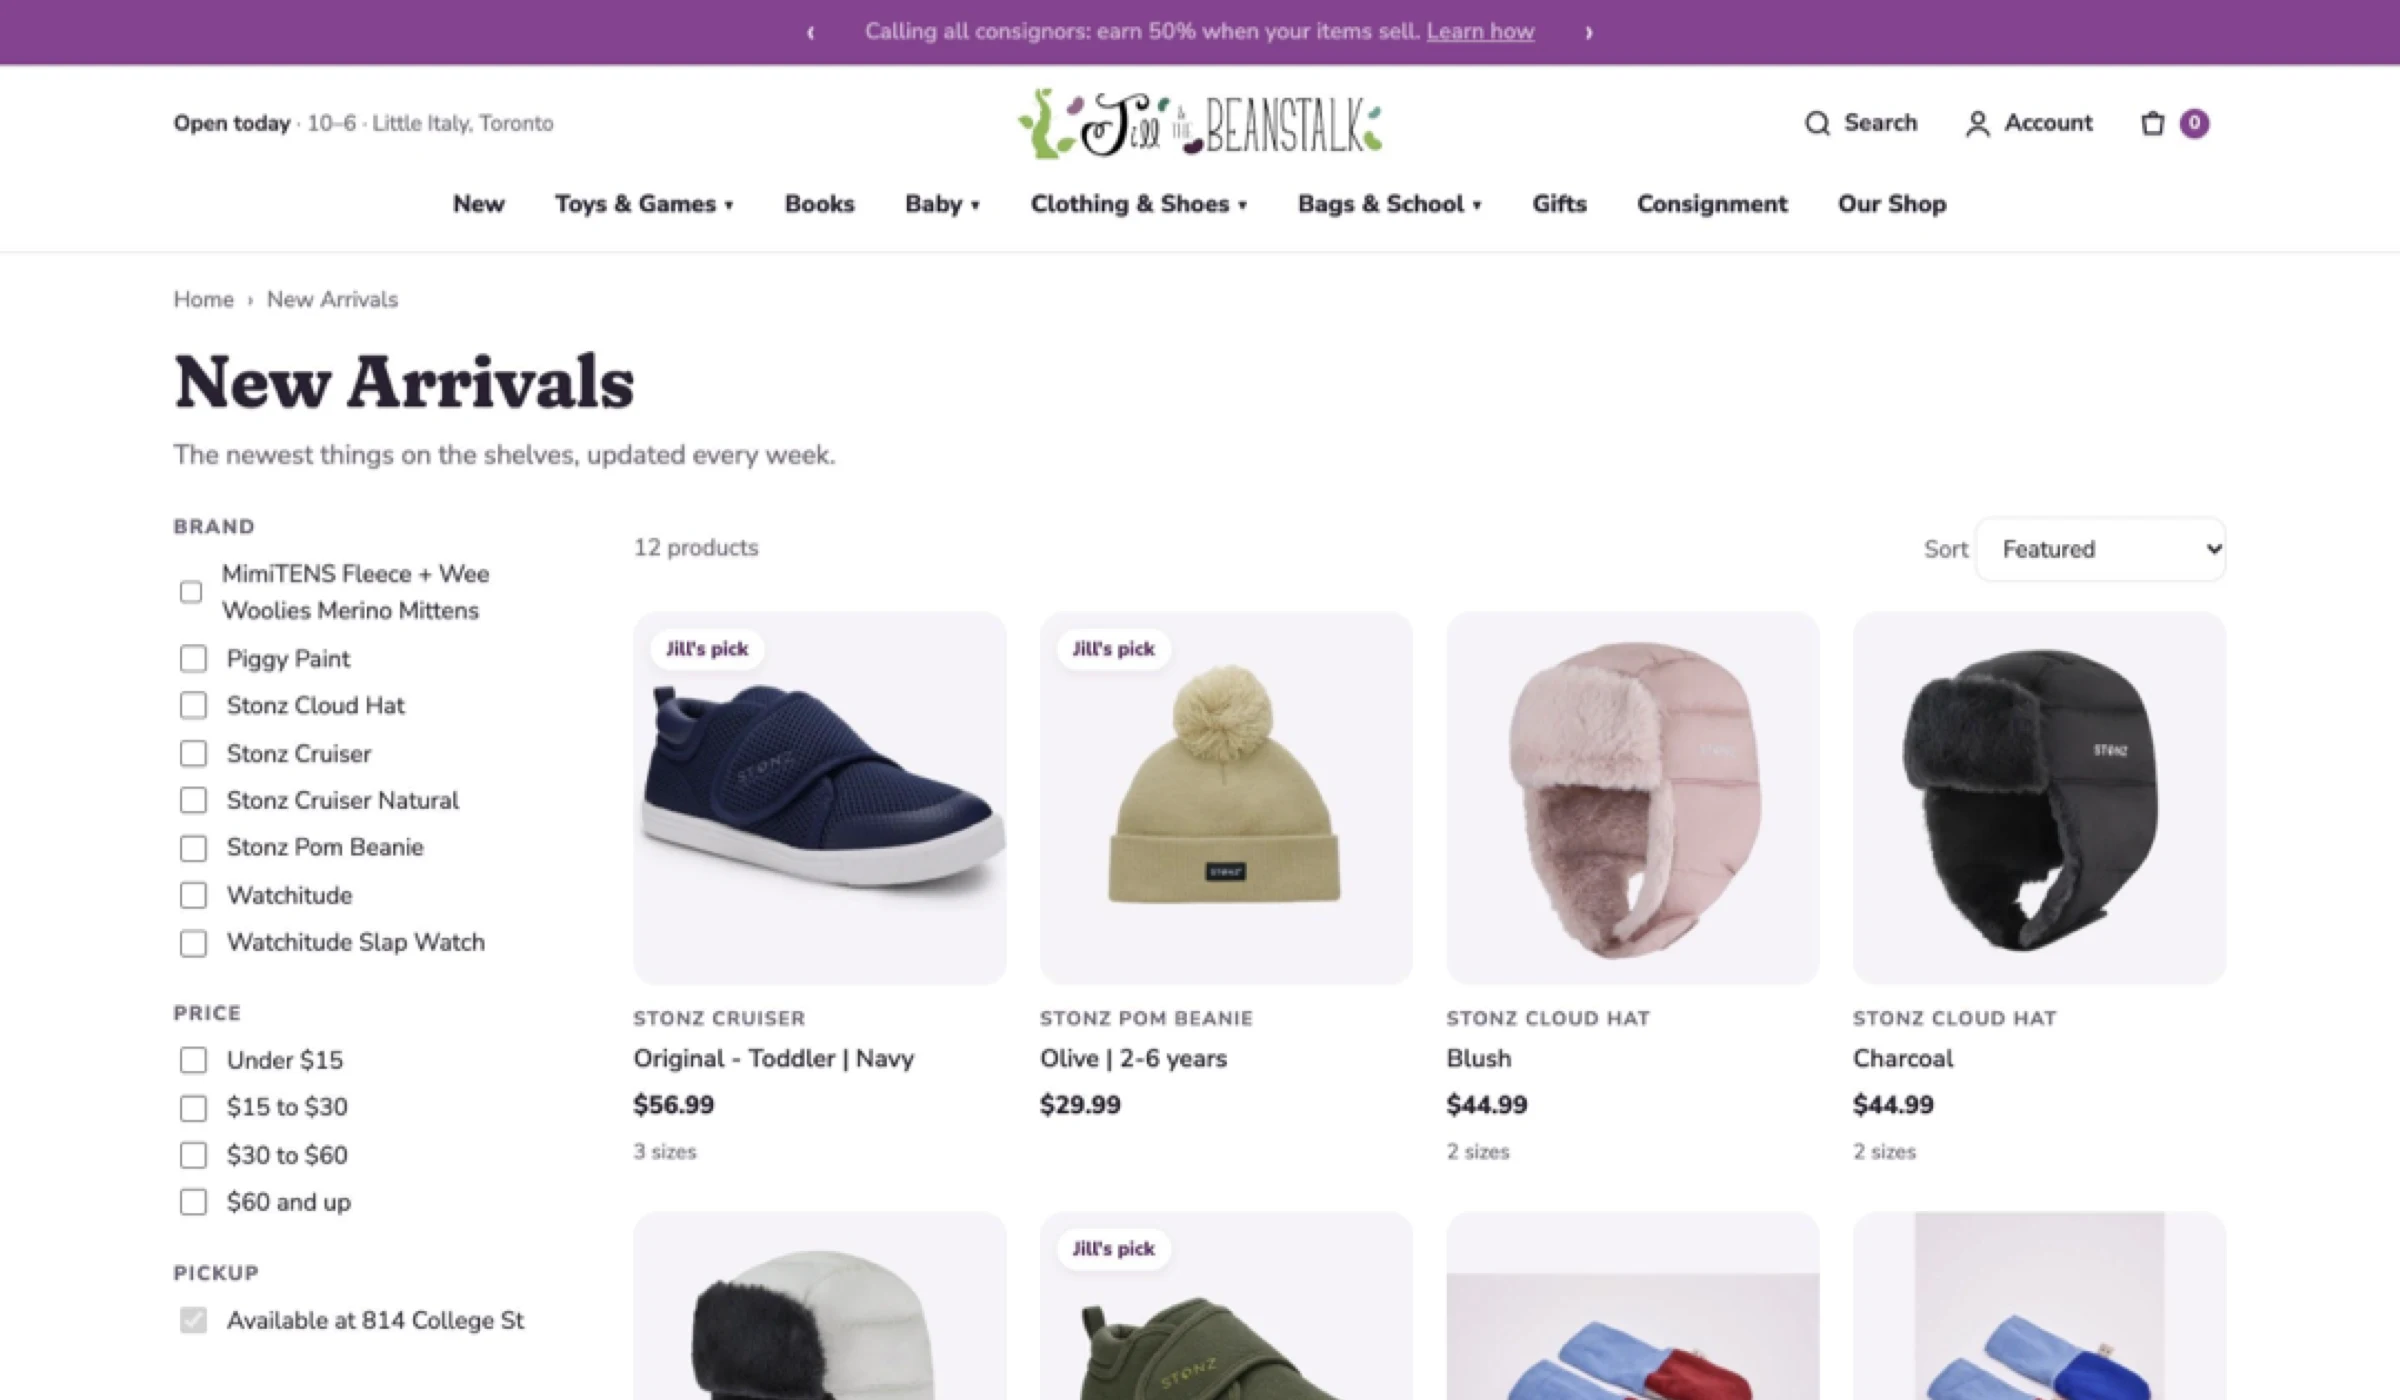 ‹ Calling all consignors: earn 50% when your items sell. Learn how ›
Open today · 10–6 · Little Italy, Toronto
Jill & THE BEANSTALK
Search
Account
0
New
Toys & Games ▾
Books
Baby ▾
Clothing & Shoes ▾
Bags & School ▾
Gifts
Consignment
Our Shop
Home › New Arrivals
New Arrivals
The newest things on the shelves, updated every week.
BRAND
MimiTENS Fleece + Wee
Woolies Merino Mittens
Piggy Paint
Stonz Cloud Hat
Stonz Cruiser
Stonz Cruiser Natural
Stonz Pom Beanie
Watchitude
Watchitude Slap Watch
PRICE
Under $15
$15 to $30
$30 to $60
$60 and up
PICKUP
Available at 814 College St
12 products
Sort
Featured
Jill's pick
STONZ
STONZ CRUISER
Original - Toddler | Navy
$56.99
3 sizes
Jill's pick
STONZ
STONZ POM BEANIE
Olive | 2-6 years
$29.99
STONZ
STONZ CLOUD HAT
Blush
$44.99
2 sizes
STONZ
STONZ CLOUD HAT
Charcoal
$44.99
2 sizes
Jill's pick
STONZ